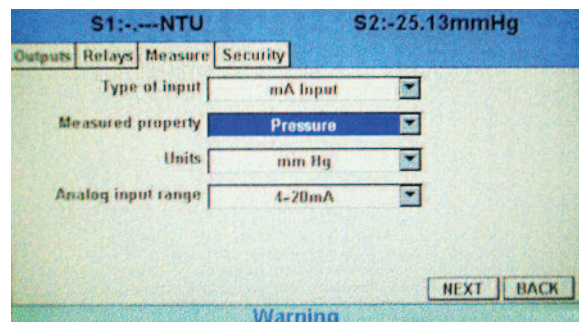 S1:-.---NTU S2:-25.13mmHg
Outputs Relays Measure Security
Type of input mA Input
Measured property Pressure
Units mm Hg
Analog input range 4-20mA
NEXT BACK
Warning